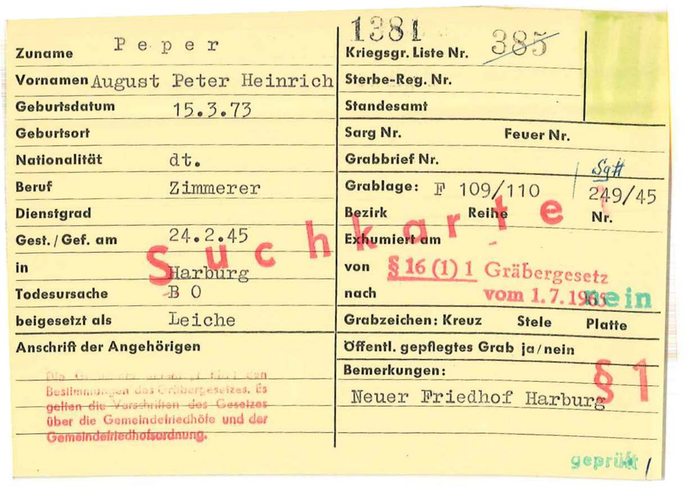 Zuname Peper
Vornamen August Peter Heinrich
Geburtsdatum 15.3.73
Geburtsort
Nationalität dt.
Beruf Zimmerer
Dienstgrad
Gest./Gef. am 24.2.45
in Harburg
Todesursache B O
beigesetzt als Leiche
Anschrift der Angehörigen
Bestimmungen des Gräbergesetzes. Es
gelten die Vorschriften des Gesetzes
über die Gemeindefriedhöfe und der
Gemeindefriedhofsordnung.
Suchkarte
1381
Kriegsgr. Liste Nr. 385
Sterbe-Reg. Nr.
Standesamt
Sarg Nr. Feuer Nr.
Grabbrief Nr.
Grablage: F 109/110 249/45
Bezirk Reihe Nr.
Exhumiert am
von § 16 (1) 1 Gräbergesetz
nach vom 1.7.1965 nein
Grabzeichen: Kreuz Stele Platte
Öffentl. gepflegtes Grab ja/nein
Bemerkungen: § 1
Neuer Friedhof Harburg
geprüft